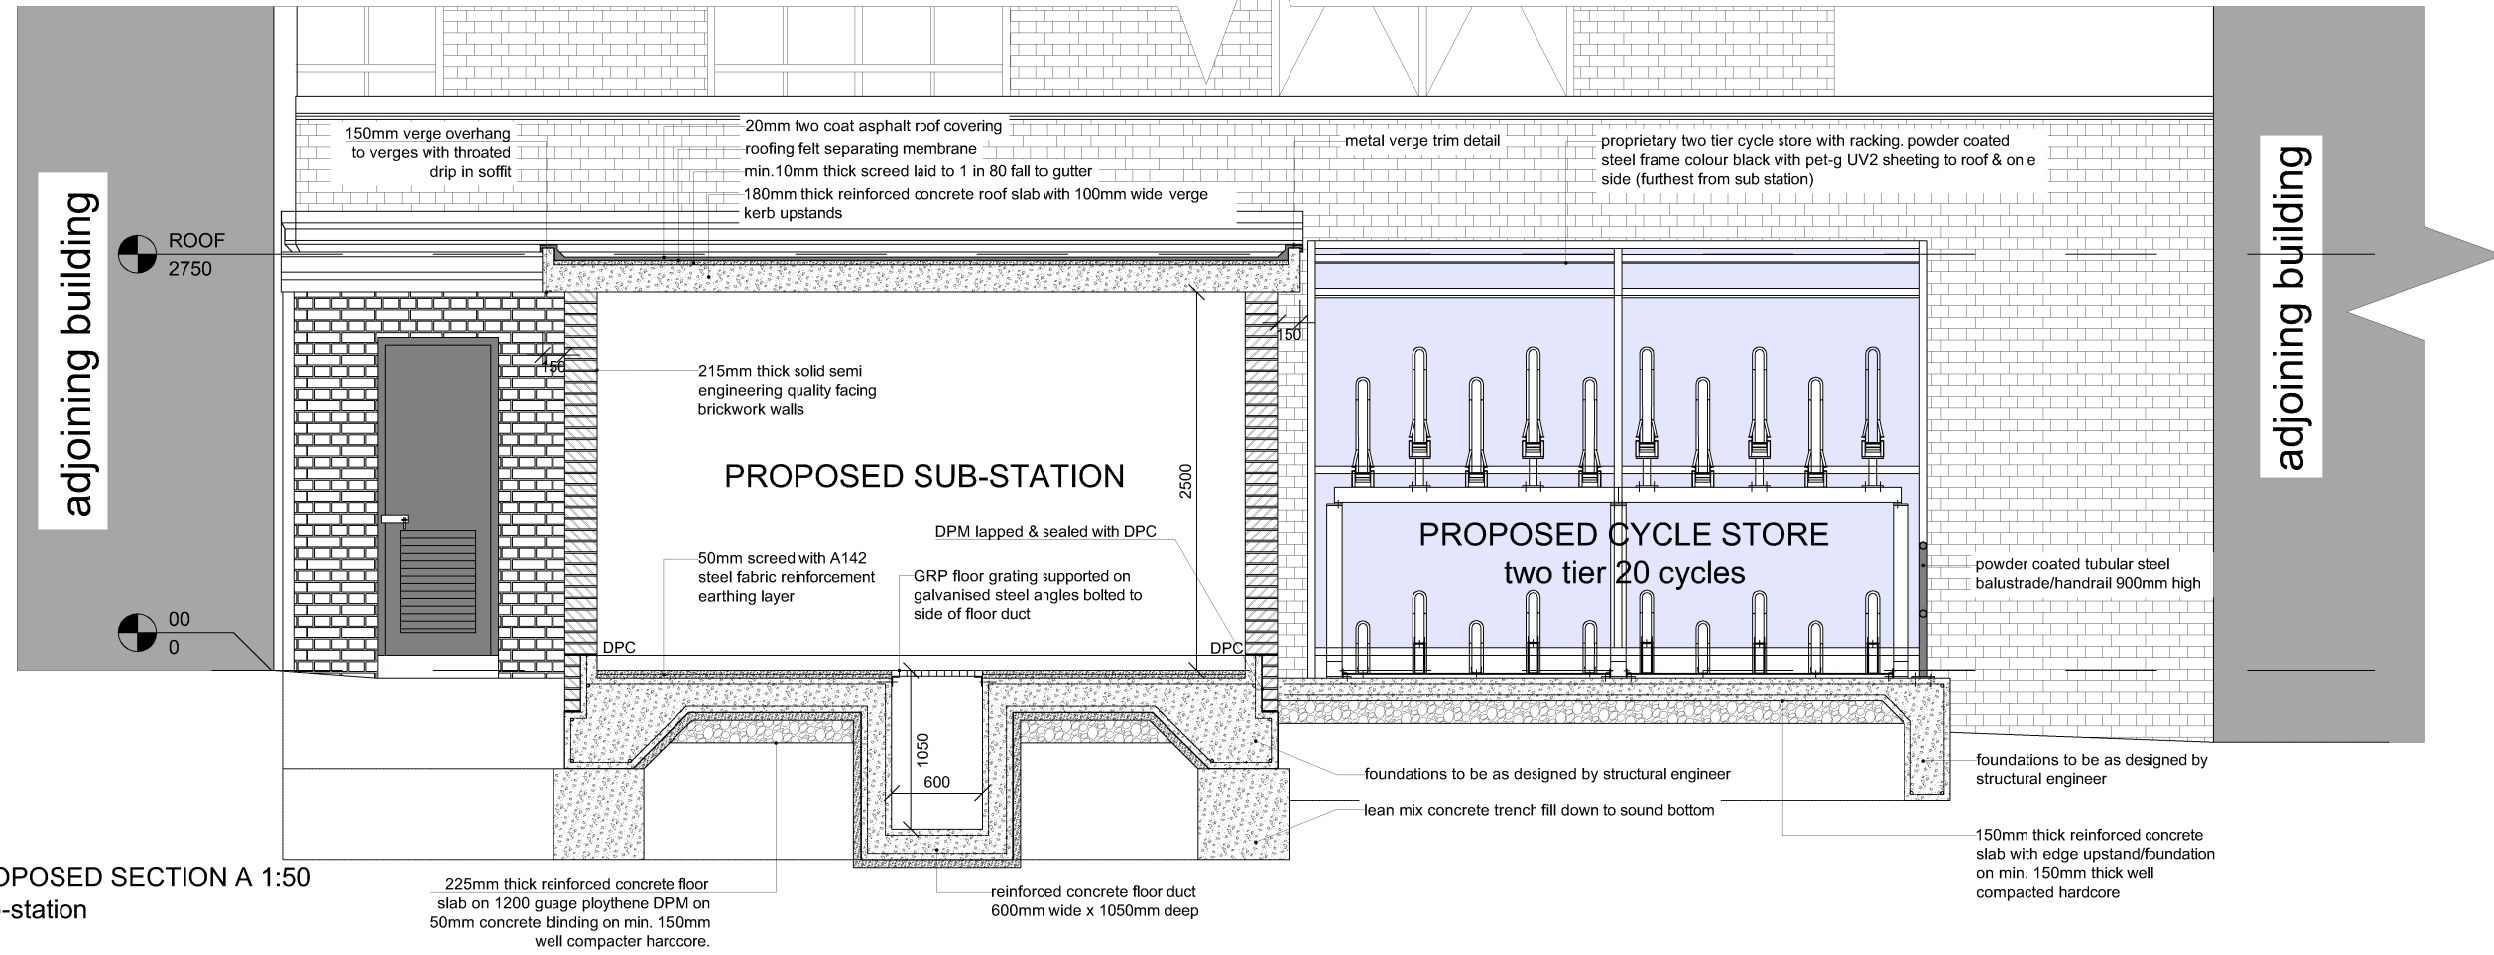 150mm verge overhang
to verges with throated
drip in soffit
20mm two coat asphalt roof covering
roofing felt separating membrane
min.10mm thick screed laid to 1 in 80 fall to gutter
180mm thick reinforced concrete roof slab with 100mm wide verge
kerb upstands
metal verge trim detail
proprietary two tier cycle store with racking. powder coated
steel frame colour black with pet-g UV2 sheeting to roof & one
side (furthest from sub station)
adjoining building
adjoining building
ROOF
2750
150
150
215mm thick solid semi
engineering quality facing
brickwork walls
PROPOSED SUB-STATION
2500
DPM lapped & sealed with DPC
50mm screed with A142
steel fabric reinforcement
earthing layer
GRP floor grating supported on
galvanised steel angles bolted to
side of floor duct
PROPOSED CYCLE STORE
two tier 20 cycles
powder coated tubular steel
balustrade/handrail 900mm high
00
0
DPC
DPC
1050
600
foundations to be as designed by structural engineer
lean mix concrete trench fill down to sound bottom
foundations to be as designed by
structural engineer
150mm thick reinforced concrete
slab with edge upstand/foundation
on min. 150mm thick well
compacted hardcore
OPOSED SECTION A 1:50
-station
225mm thick reinforced concrete floor
slab on 1200 guage ploythene DPM on
50mm concrete blinding on min. 150mm
well compacter harccore.
reinforced concrete floor duct
600mm wide x 1050mm deep